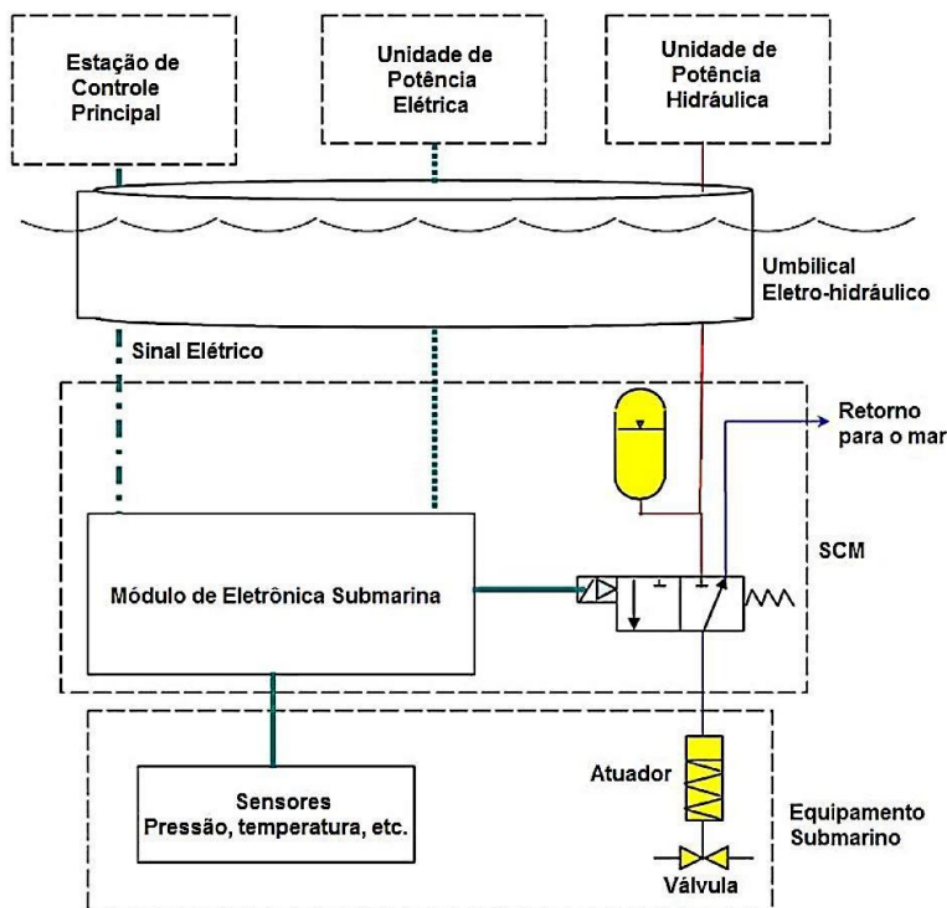 Estação de
Controle
Principal
Unidade de
Potência
Elétrica
Unidade de
Potência
Hidráulica
Umbilical
Eletro-hidráulico
Sinal Elétrico
Retorno
para o mar
SCM
Módulo de Eletrônica Submarina
Atuador
Sensores
Pressão, temperatura, etc.
Equipamento
Submarino
Válvula